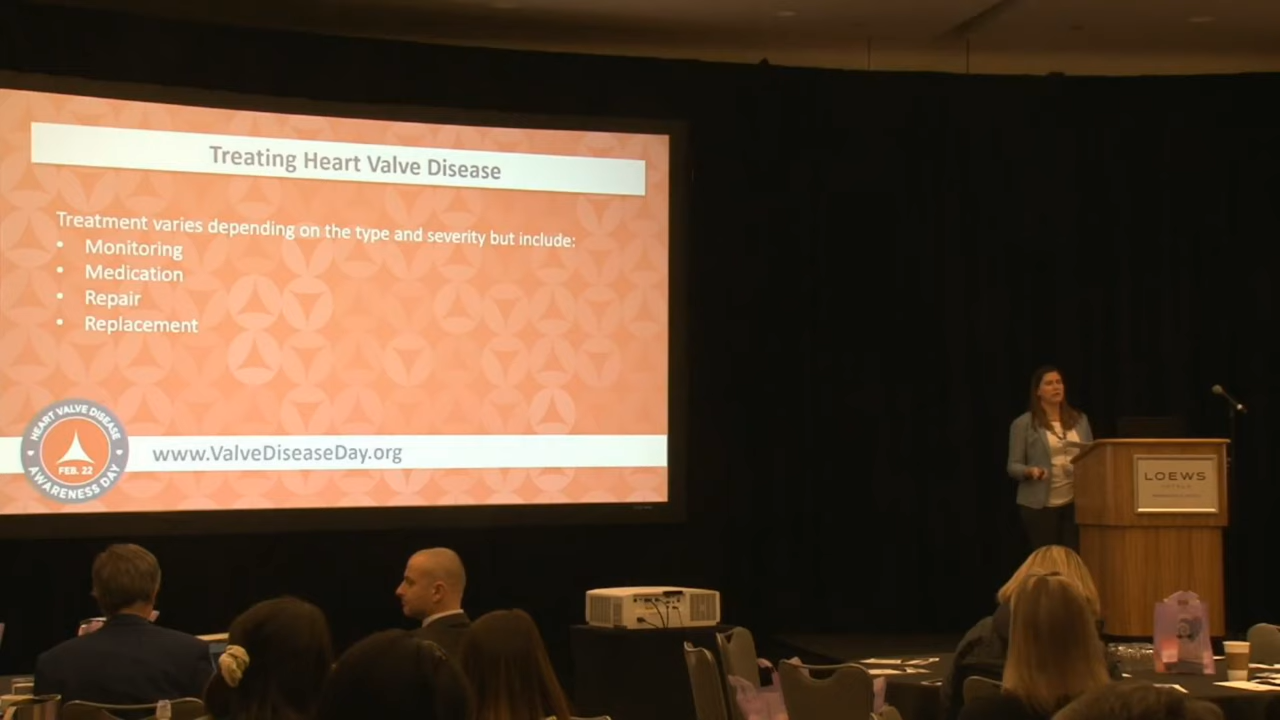 Treating Heart Valve Disease
Treatment varies depending on the type and severity but include:
• Monitoring
• Medication
• Repair
• Replacement
HEART VALVE DISEASE
FEB. 22
AWARENESS DAY
www.ValveDiseaseDay.org
LOEWS